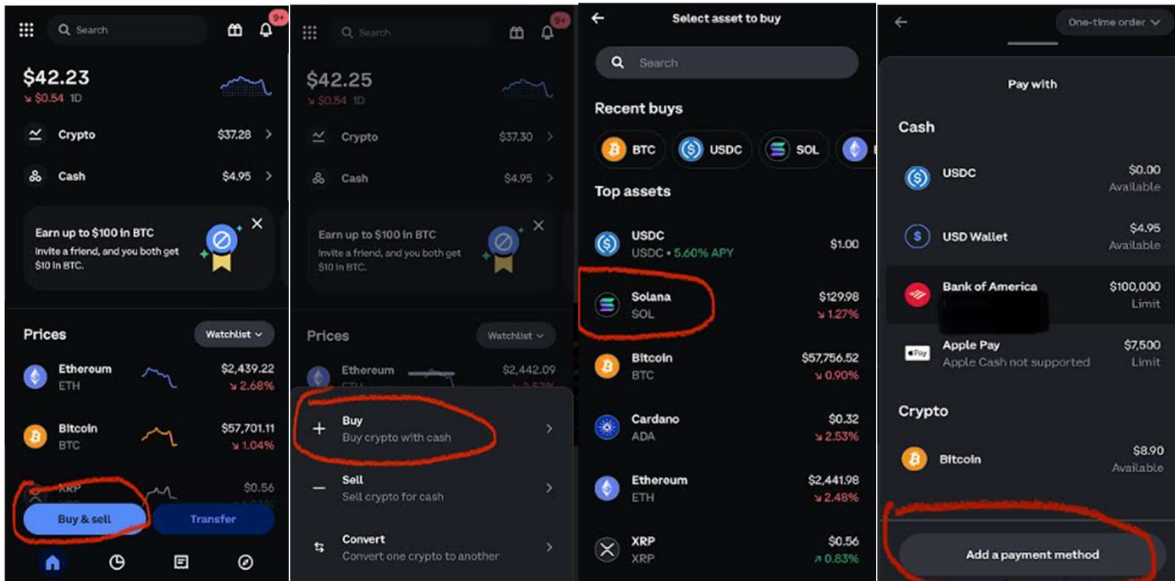 9+
Search
$42.23
↘ $0.54 1D
Crypto $37.28
Cash $4.95
Earn up to $100 in BTC
Invite a friend, and you both get
$10 in BTC.
Prices Watchlist
Ethereum $2,439.22
ETH ↘ 2.68%
Bitcoin $57,701.11
BTC ↘ 1.04%
XRP $0.56
Buy & sell Transfer
9+
Search
$42.25
↘ $0.54 1D
Crypto $37.30
Cash $4.95
Earn up to $100 in BTC
Invite a friend, and you both get
$10 in BTC.
Prices Watchlist
Ethereum $2,442.09
ETH
Buy
Buy crypto with cash
Sell
Sell crypto for cash
Convert
Convert one crypto to another
Select asset to buy
Search
Recent buys
BTC USDC SOL
Top assets
USDC $1.00
USDC • 5.60% APY
Solana $129.98
SOL ↘ 1.27%
Bitcoin $57,756.52
BTC ↘ 0.90%
Cardano $0.32
ADA ↘ 2.53%
Ethereum $2,441.98
ETH ↘ 2.48%
XRP $0.56
XRP ↗ 0.83%
One-time order
Pay with
Cash
USDC $0.00
Available
USD Wallet $4.95
Available
Bank of America $100,000
Limit
Pay
Apple Pay $7,500
Apple Cash not supported Limit
Crypto
Bitcoin $8.90
Available
Add a payment method